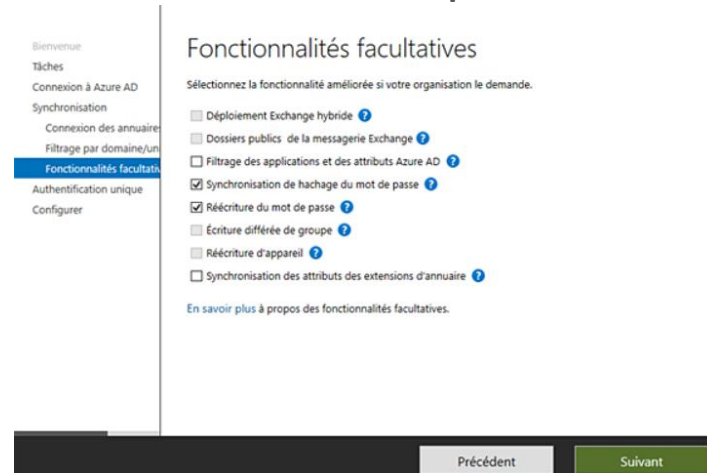 Bienvenue
Tâches
Connexion à Azure AD
Synchronisation
Connexion des annuaires
Filtrage par domaine/un
Fonctionnalités facultativ
Authentification unique
Configurer
Fonctionnalités facultatives
Sélectionnez la fonctionnalité améliorée si votre organisation le demande.
Déploiement Exchange hybride ?
Dossiers publics de la messagerie Exchange ?
Filtrage des applications et des attributs Azure AD ?
Synchronisation de hachage du mot de passe ?
Réécriture du mot de passe ?
Écriture différée de groupe ?
Réécriture d'appareil ?
Synchronisation des attributs des extensions d'annuaire ?
En savoir plus à propos des fonctionnalités facultatives.
Précédent
Suivant